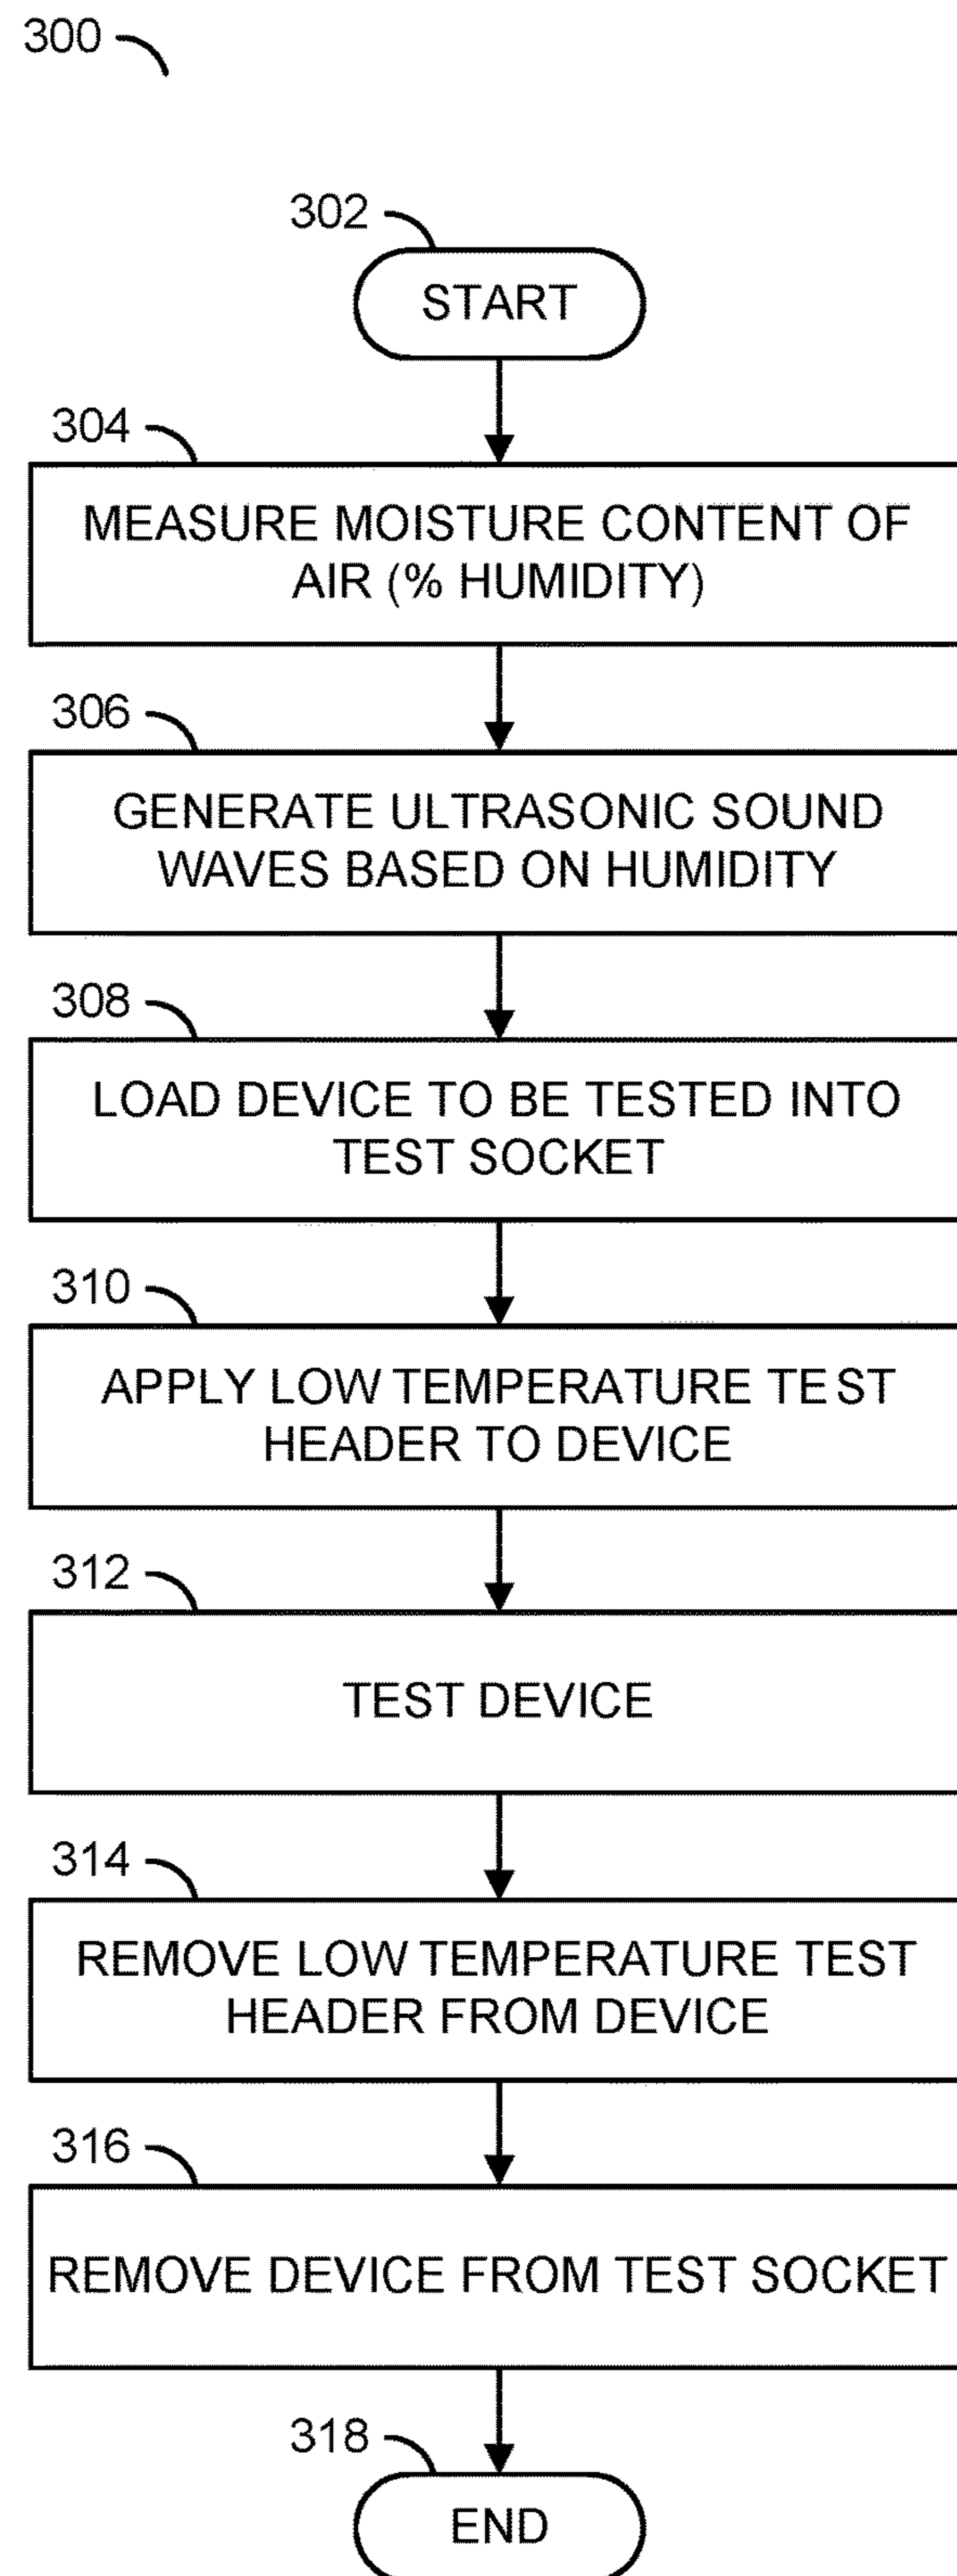 300
302
START
304
MEASURE MOISTURE CONTENT OF
AIR (% HUMIDITY)
306
GENERATE ULTRASONIC SOUND
WAVES BASED ON HUMIDITY
308
LOAD DEVICE TO BE TESTED INTO
TEST SOCKET
310
APPLY LOW TEMPERATURE TEST
HEADER TO DEVICE
312
TEST DEVICE
314
REMOVE LOW TEMPERATURE TEST
HEADER FROM DEVICE
316
REMOVE DEVICE FROM TEST SOCKET
318
END